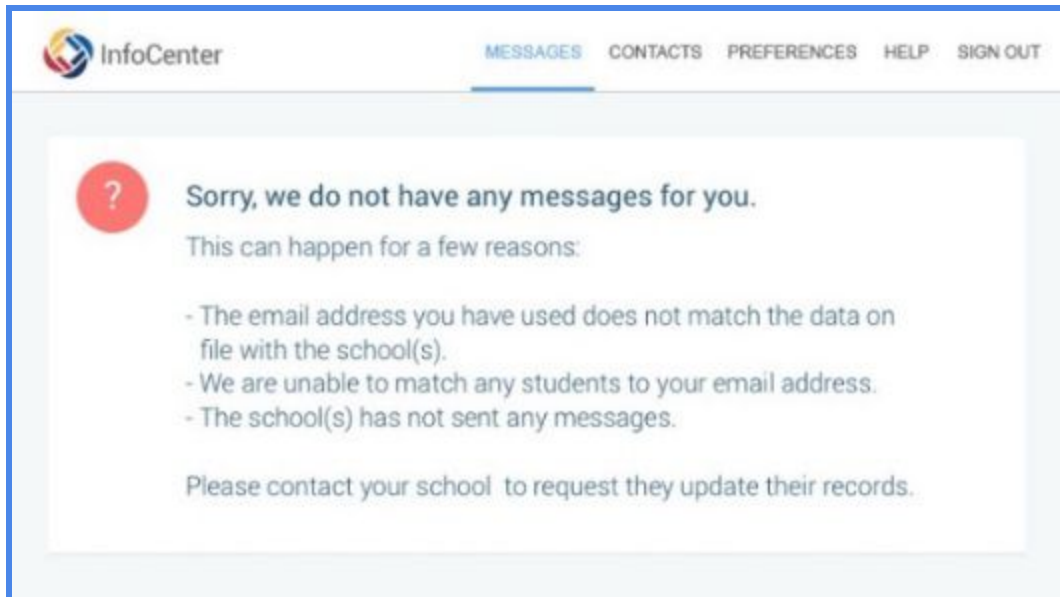 InfoCenter MESSAGES CONTACTS PREFERENCES HELP SIGN OUT
?
Sorry, we do not have any messages for you.
This can happen for a few reasons:
- The email address you have used does not match the data on
file with the school(s).
- We are unable to match any students to your email address.
- The school(s) has not sent any messages.
Please contact your school to request they update their records.